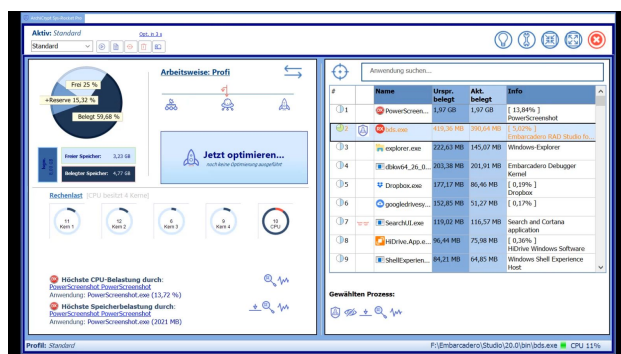 AntiCrypt Sys-Rocket Pro
Aktiv: Standard
Opt. in 3 s
Standard
Frei 25 %
+Reserve 15,32 %
Belegt 59,68 %
Freier Speicher: 3,23 GB
Belegter Speicher: 4,77 GB
Arbeitsweise: Profi
Jetzt optimieren...
noch keine Optimierung ausgeführt
Rechenlast (CPU besitzt 4 Kerne)
11
Kern 1
12
Kern 2
6
Kern 3
9
Kern 4
10
CPU
Höchste CPU-Belastung durch:
PowerScreenshot PowerScreenshot
Anwendung: PowerScreenshot.exe (13,72 %)
Höchste Speicherbelastung durch:
PowerScreenshot PowerScreenshot
Anwendung: PowerScreenshot.exe (2021 MB)
Anwendung suchen...
# Name Urspr. belegt Akt. belegt Info
1 PowerScreen... 1,97 GB 1,97 GB [ 13,84% ] PowerScreenshot
2 bds.exe 419,36 MB 390,64 MB [ 5,02% ] Embarcadero RAD Studio fo...
3 explorer.exe 222,63 MB 145,07 MB Windows-Explorer
4 dbkw64_26_0... 203,38 MB 201,91 MB Embarcadero Debugger Kernel
5 Dropbox.exe 177,17 MB 86,46 MB [ 0,19% ] Dropbox
6 googledrivesy... 152,85 MB 51,27 MB [ 0,17% ]
7 SearchUI.exe 119,02 MB 116,57 MB Search and Cortana application
8 HiDrive.App.e... 96,44 MB 75,98 MB [ 0,36% ] HiDrive Windows Software
9 ShellExperien... 84,21 MB 64,85 MB Windows Shell Experience Host
Gewählten Prozess:
Profil: Standard
F:\Embarcadero\Studio\20.0\bin\bds.exe CPU 11%